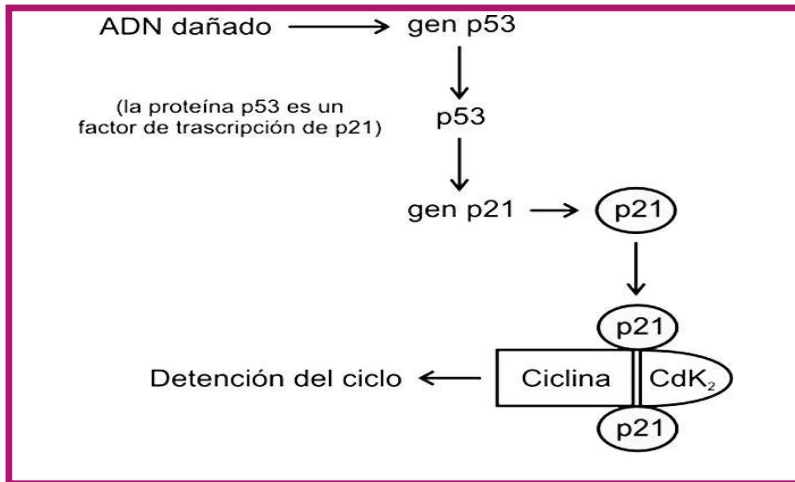 ADN dañado
gen p53
(la proteína p53 es un
factor de trascripción de p21)
p53
gen p21
p21
p21
Detención del ciclo
Ciclina
CdK₂
p21